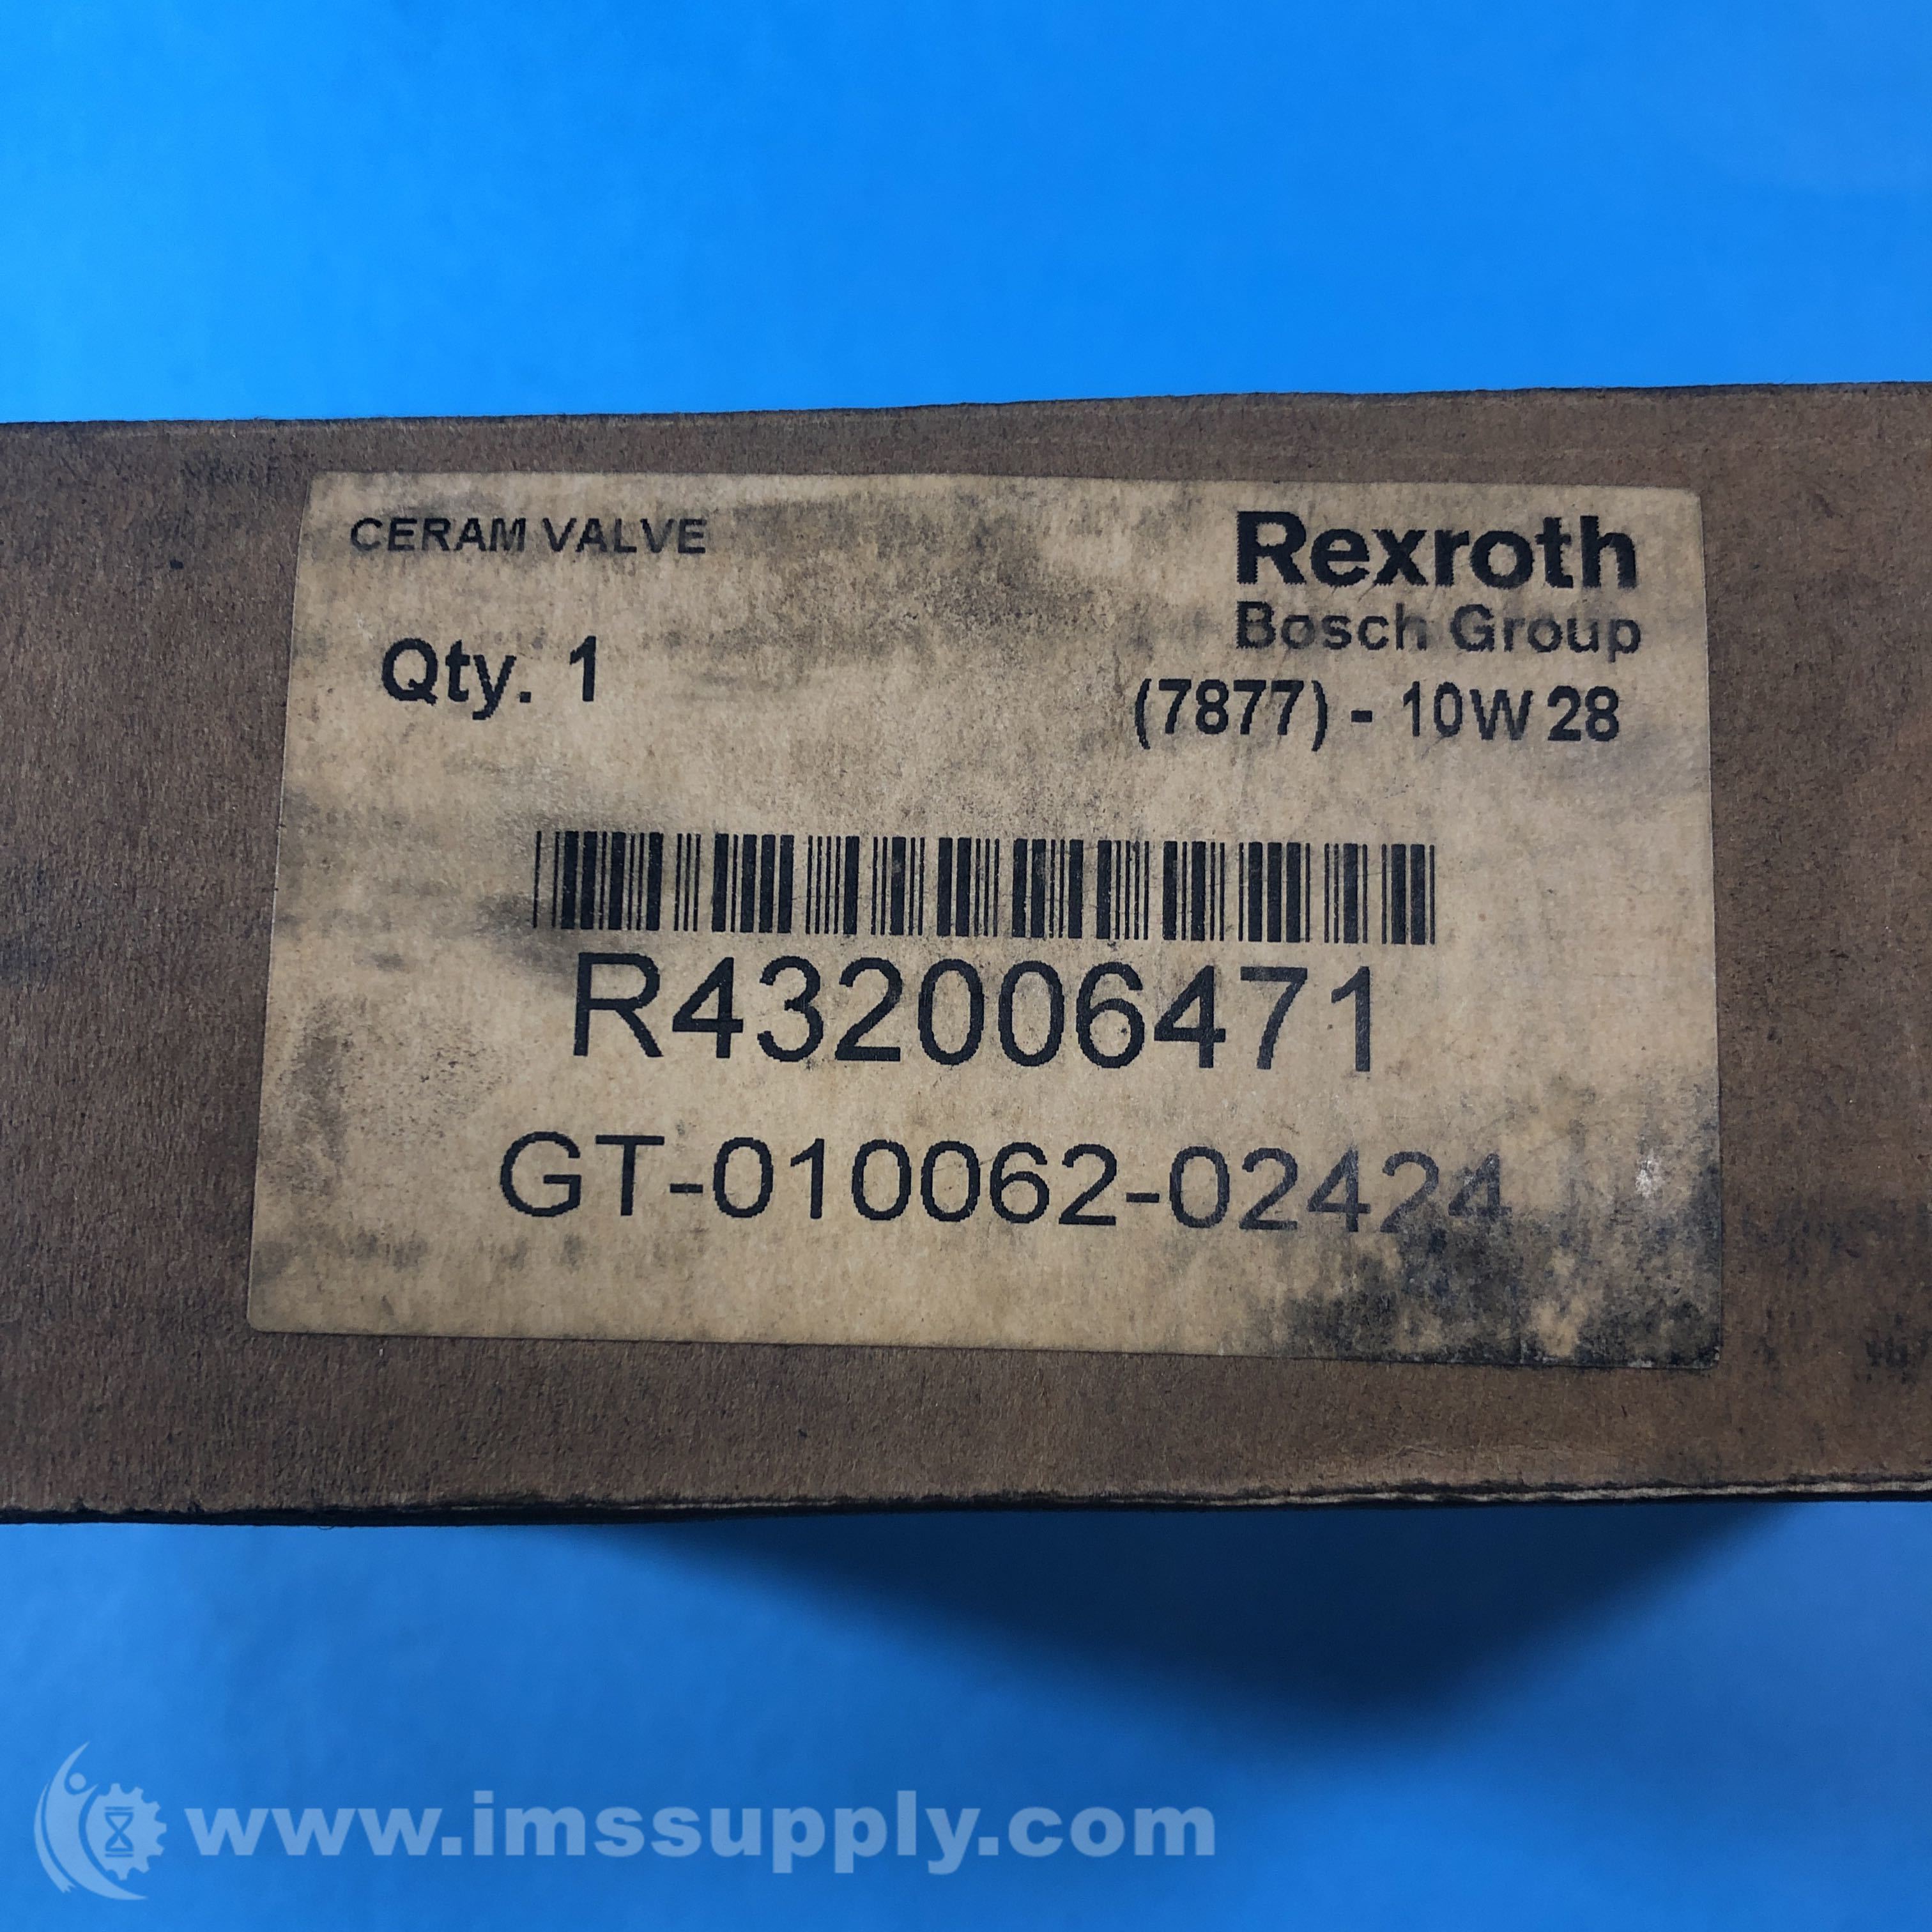 CERAM VALVE
Rexroth
Bosch Group
Qty. 1
(7877) - 10W 28
R432006471
GT-010062-02424
www.imssupply.com